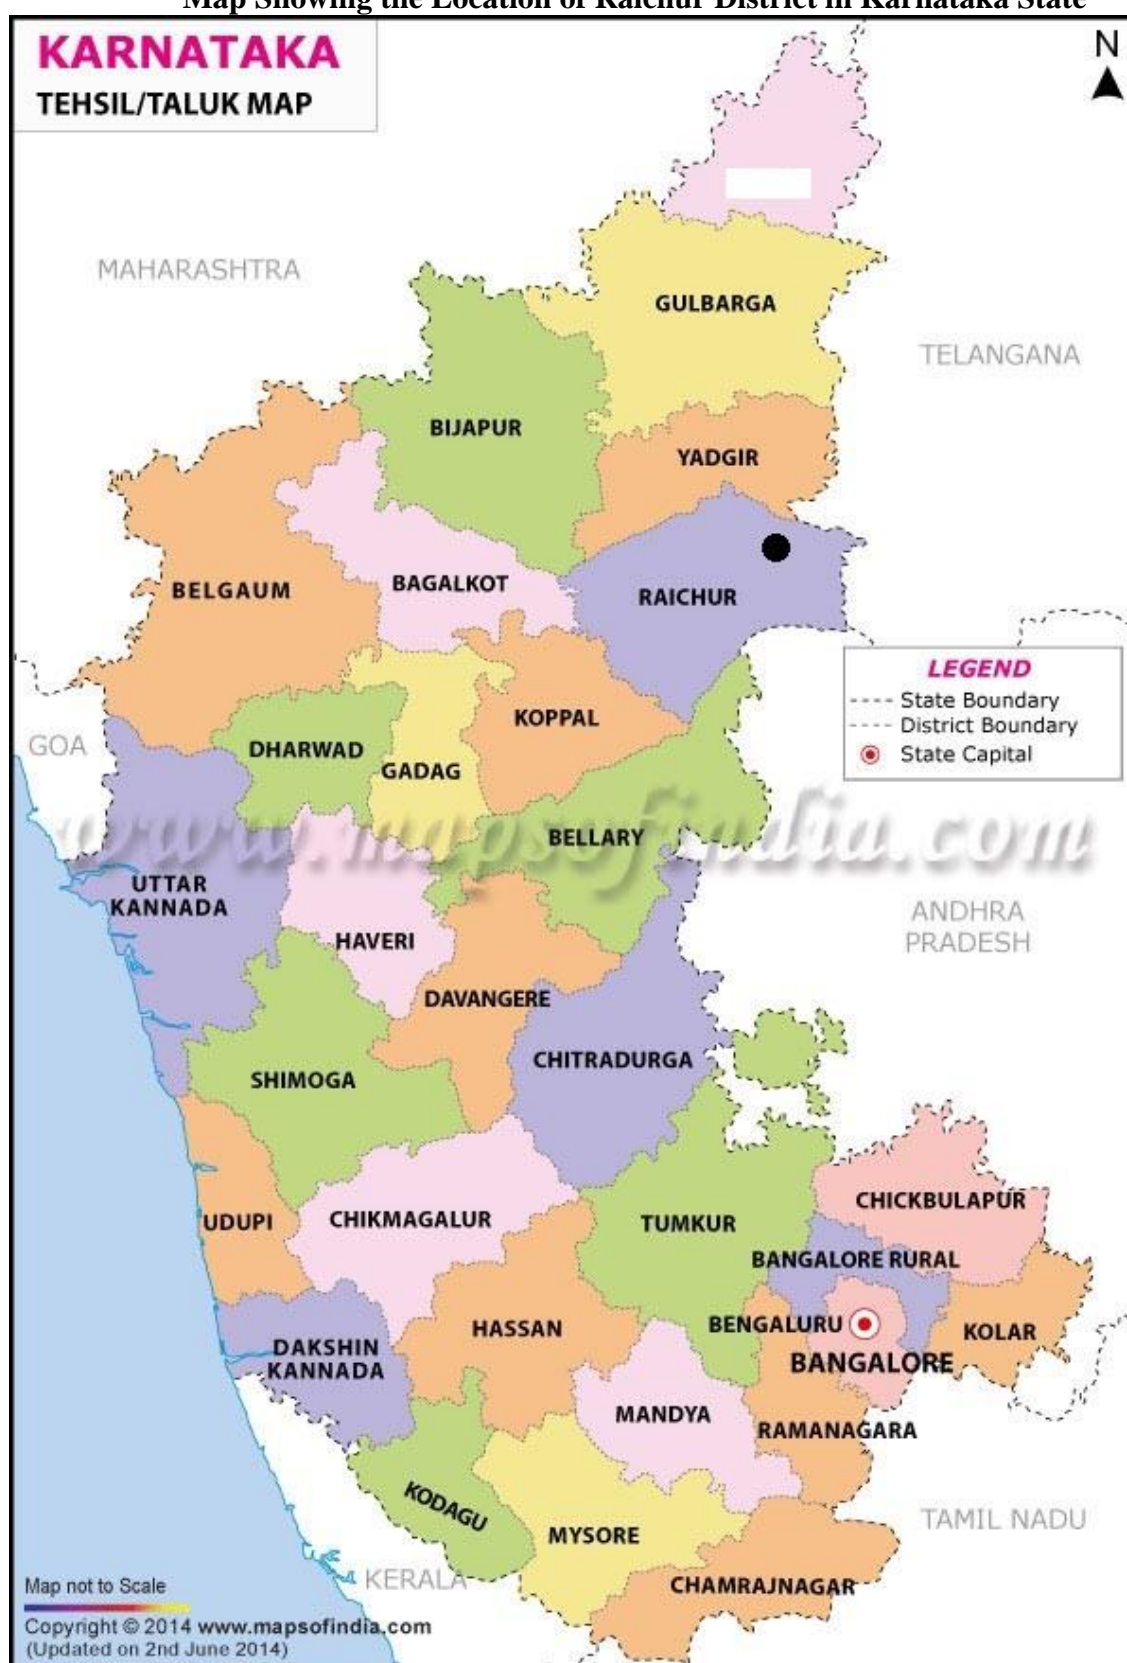 Map Showing the Location of Raichur District in Karnataka State
KARNATAKA
TEHSIL/TALUK MAP
N
MAHARASHTRA
GULBARGA
TELANGANA
BIJAPUR
YADGIR
BELGAUM
BAGALKOT
RAICHUR
LEGEND
State Boundary
District Boundary
State Capital
GOA
DHARWAD
GADAG
KOPPAL
www.mapsofindia.com
BELLARY
UTTAR
KANNADA
HAVERI
ANDHRA
PRADESH
DAVANGERE
CHITRADURGA
SHIMOGA
UDUPI
CHIKMAGALUR
TUMKUR
CHICKBULAPUR
BANGALORE RURAL
HASSAN
BENGALURU
KOLAR
DAKSHIN
KANNADA
BANGALORE
MANDYA
RAMANAGARA
KODAGU
MYSORE
TAMIL NADU
KERALA
CHAMRAJNAGAR
Map not to Scale
Copyright © 2014 www.mapsofindia.com
(Updated on 2nd June 2014)